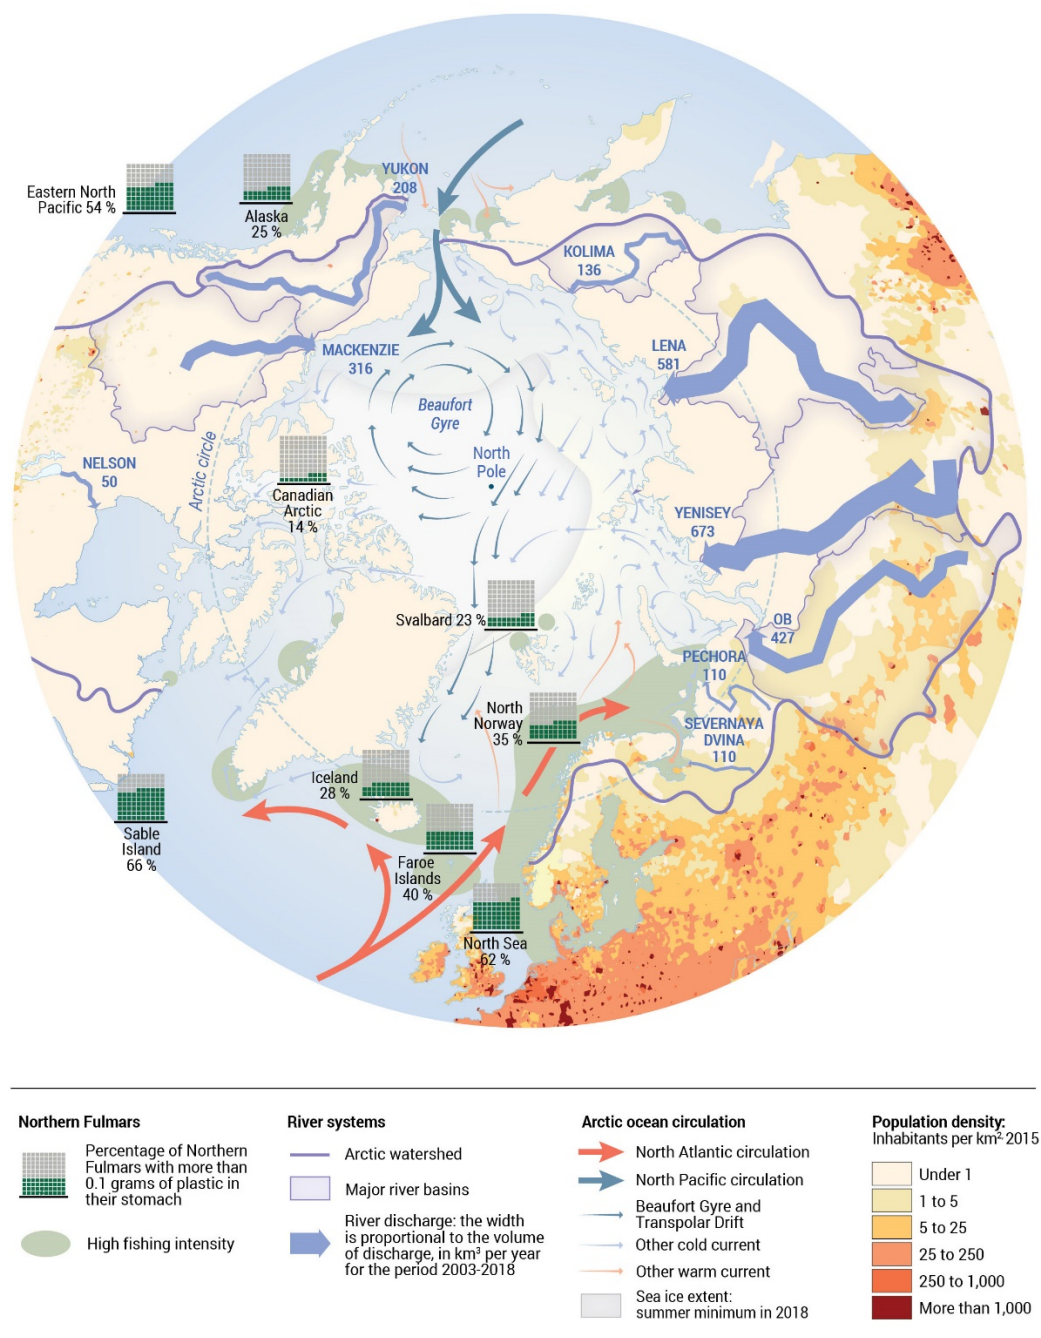 YUKON
208
Eastern North
Pacific 54 %
Alaska
25 %
KOLIMA
136
LENA
581
MACKENZIE
316
Beaufort
Gyre
North
Pole
Arctic circle
NELSON
50
Canadian
Arctic
14 %
YENISEY
673
Svalbard 23 %
OB
427
PECHORA
110
North
Norway
35 %
SEVERNAYA
DVINA
110
Iceland
28 %
Sable
Island
66 %
Faroe
Islands
40 %
North Sea
62 %
Northern Fulmars
Percentage of Northern
Fulmars with more than
0.1 grams of plastic in
their stomach
High fishing intensity
River systems
Arctic watershed
Major river basins
River discharge: the width
is proportional to the volume
of discharge, in km³ per year
for the period 2003-2018
Arctic ocean circulation
North Atlantic circulation
North Pacific circulation
Beaufort Gyre and
Transpolar Drift
Other cold current
Other warm current
Sea ice extent:
summer minimum in 2018
Population density:
Inhabitants per km², 2015
Under 1
1 to 5
5 to 25
25 to 250
250 to 1,000
More than 1,000